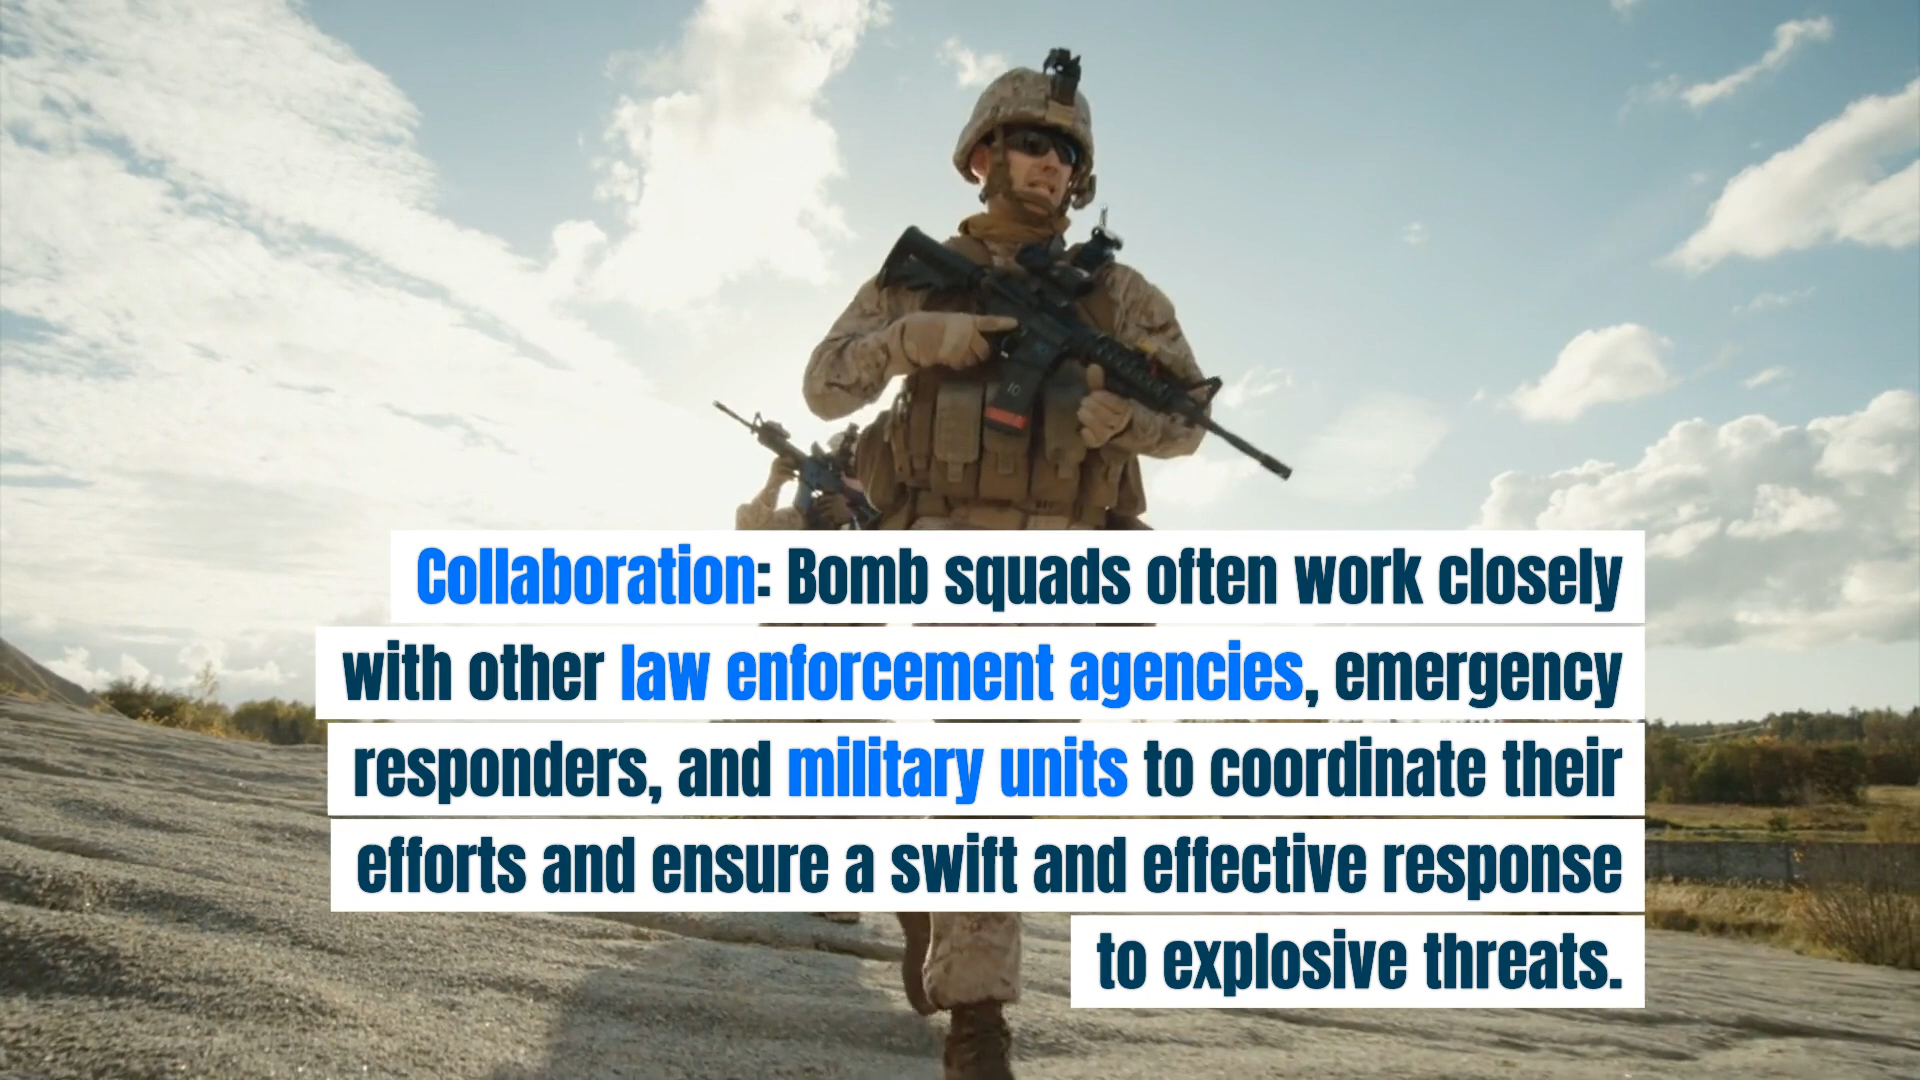 Collaboration: Bomb squads often work closely
with other law enforcement agencies, emergency
responders, and military units to coordinate their
efforts and ensure a swift and effective response
to explosive threats.
10